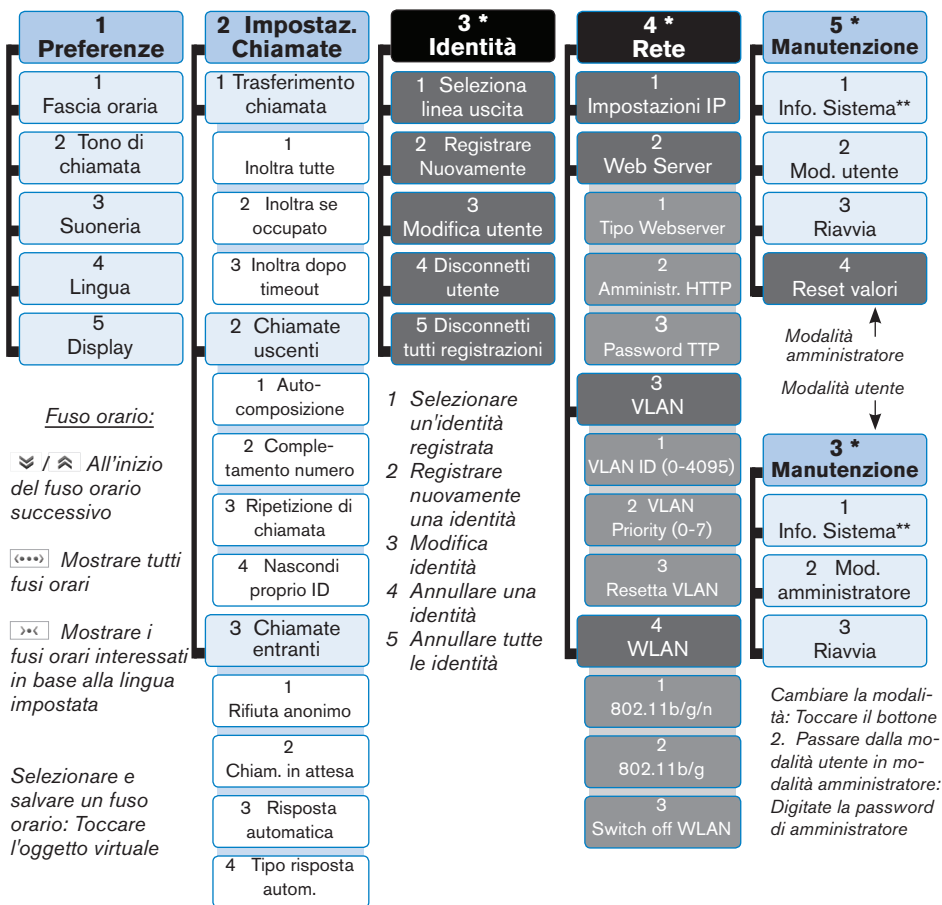 1
Preferenze
1
Fascia oraria
2 Tono di
chiamata
3
Suoneria
4
Lingua
5
Display
Fuso orario:
/ All'inizio
del fuso orario
successivo
Mostrare tutti
fusi orari
Mostrare i
fusi orari interessati
in base alla lingua
impostata
Selezionare e
salvare un fuso
orario: Toccare
l'oggetto virtuale
2 Impostaz.
Chiamate
1 Trasferimento
chiamata
1
Inoltra tutte
2 Inoltra se
occupato
3 Inoltra dopo
timeout
2 Chiamate
uscenti
1 Auto-
composizione
2 Comple-
tamento numero
3 Ripetizione di
chiamata
4 Nascondi
proprio ID
3 Chiamate
entranti
1
Rifiuta anonimo
2
Chiam. in attesa
3 Risposta
automatica
4 Tipo risposta
autom.
3 *
Identità
1 Seleziona
linea uscita
2 Registrare
Nuovamente
3
Modifica utente
4 Disconnetti
utente
5 Disconnetti
tutti registrazioni
1 Selezionare
un'identità
registrata
2 Registrare
nuovamente
una identità
3 Modifica
identità
4 Annullare una
identità
5 Annullare tutte
le identità
4 *
Rete
1
Impostazioni IP
2
Web Server
1
Tipo Webserver
2
Amministr. HTTP
3
Password TTP
3
VLAN
1
VLAN ID (0-4095)
2 VLAN
Priority (0-7)
3
Resetta VLAN
4
WLAN
1
802.11b/g/n
2
802.11b/g
3
Switch off WLAN
5 *
Manutenzione
1
Info. Sistema**
2
Mod. utente
3
Riavvia
4
Reset valori
Modalità
amministratore
Modalità utente
3 *
Manutenzione
1
Info. Sistema**
2 Mod.
amministratore
3
Riavvia
Cambiare la modali-
tà: Toccare il bottone
2. Passare dalla mo-
dalità utente in mo-
dalità amministratore:
Digitate la password
di amministratore